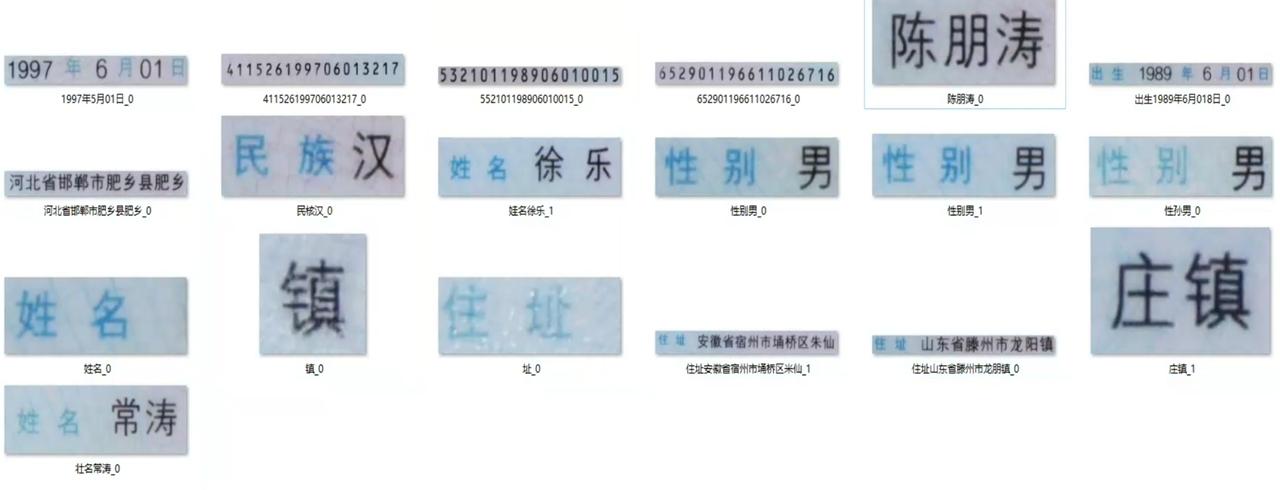 1997 年 6 月 01 日
411526199706013217
532101198906010015
652901196611026716
陈朋涛
出生 1989 年 6 月 01 日
1997年5月01日_0
411526199706013217_0
552101198906010015_0
652901196611026716_0
陈朋涛_0
出生1989年6月018日_0
河北省邯郸市肥乡县肥乡
民族汉
姓名 徐乐
性别 男
性别 男
性别 男
河北省邯郸市肥乡县肥乡_0
民核汉_0
娃名徐乐_1
性别男_0
性别男_1
性孙男_0
姓名
镇
住址
住址 安徽省宿州市埇桥区朱仙
住址 山东省滕州市龙阳镇
庄镇
姓名_0
镇_0
址_0
住址安徽省宿州市埇桥区米仙_1
住址山东省滕州市龙朋镇_0
庄镇_1
姓名 常涛
壮名常涛_0